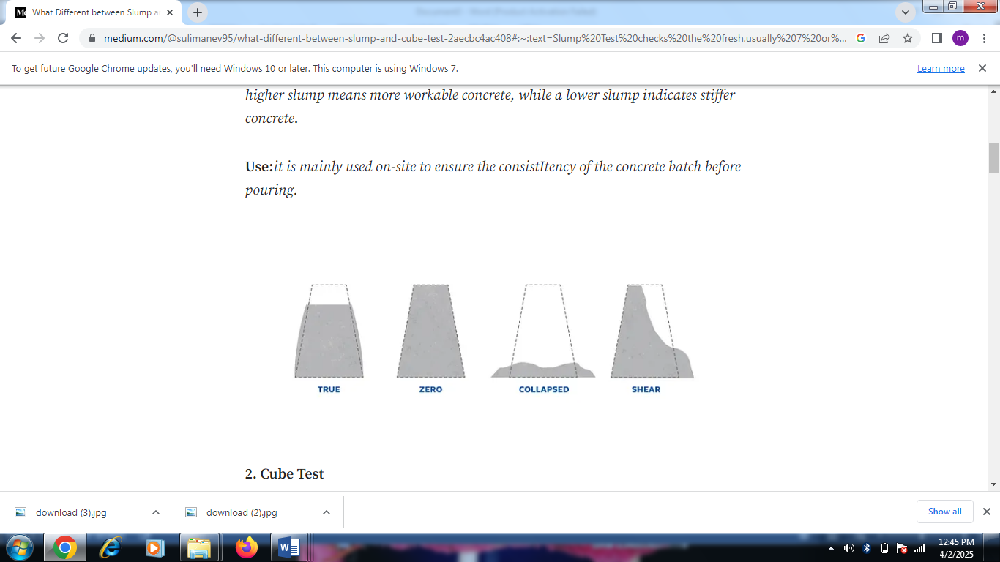 What Different between Slump a
medium.com/@sulimanev95/what-different-between-slump-and-cube-test-2aecbc4ac408#:~:text=Slump%20Test%20checks%20the%20fresh,usually%207%20or%...
m
To get future Google Chrome updates, you'll need Windows 10 or later. This computer is using Windows 7.
Learn more
higher slump means more workable concrete, while a lower slump indicates stiffer
concrete.
Use:it is mainly used on-site to ensure the consistItency of the concrete batch before
pouring.
TRUE
ZERO
COLLAPSED
SHEAR
2. Cube Test
download (3).jpg
download (2).jpg
Show all
12:45 PM
4/2/2025